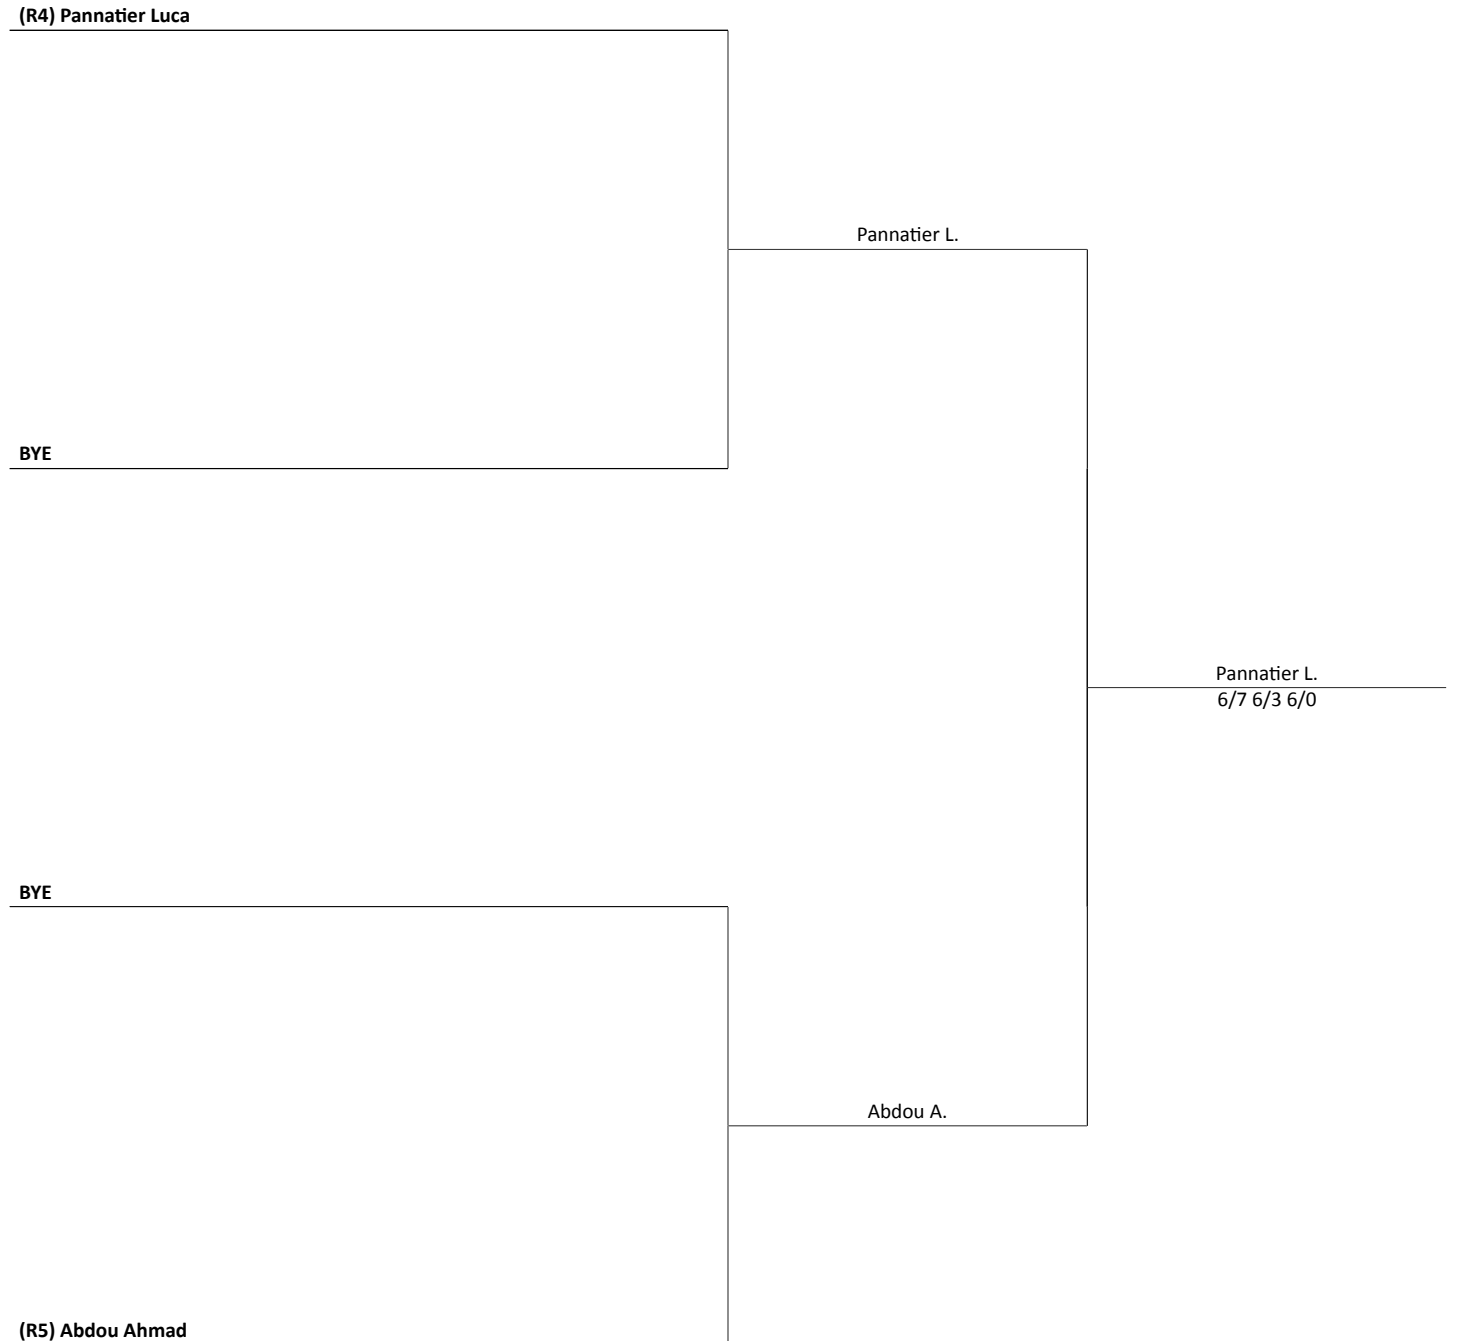 (R4) Pannatier Luca
Pannatier L.
BYE
Pannatier L.
6/7 6/3 6/0
BYE
Abdou A.
(R5) Abdou Ahmad